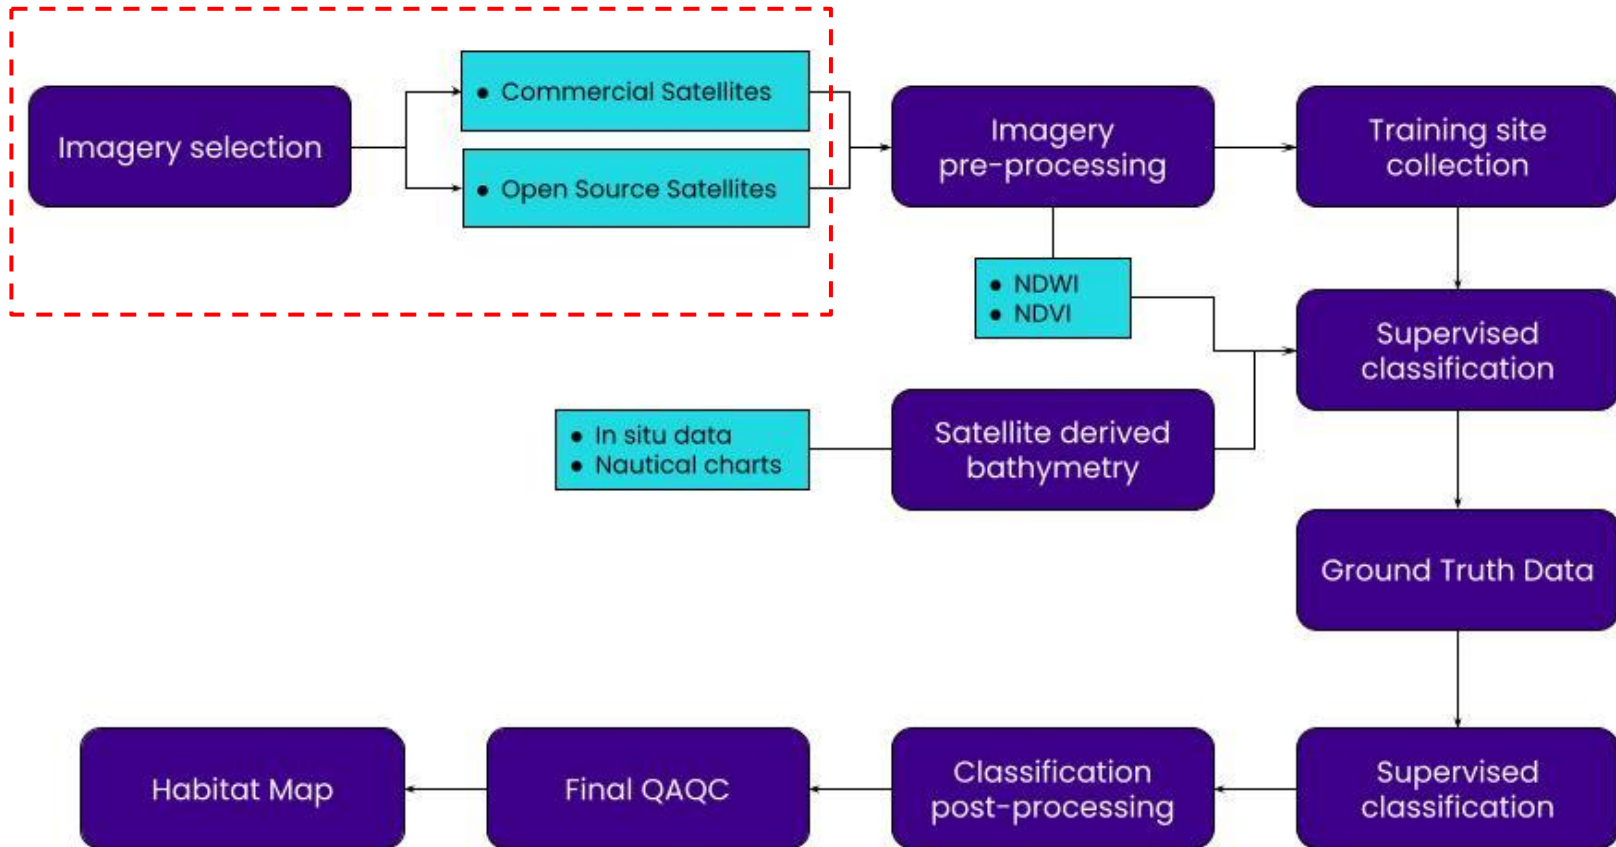 Imagery selection
● Commercial Satellites
● Open Source Satellites
Imagery
pre-processing
Training site
collection
● NDWI
● NDVI
Supervised
classification
● In situ data
● Nautical charts
Satellite derived
bathymetry
Ground Truth Data
Supervised
classification
Classification
post-processing
Final QAQC
Habitat Map